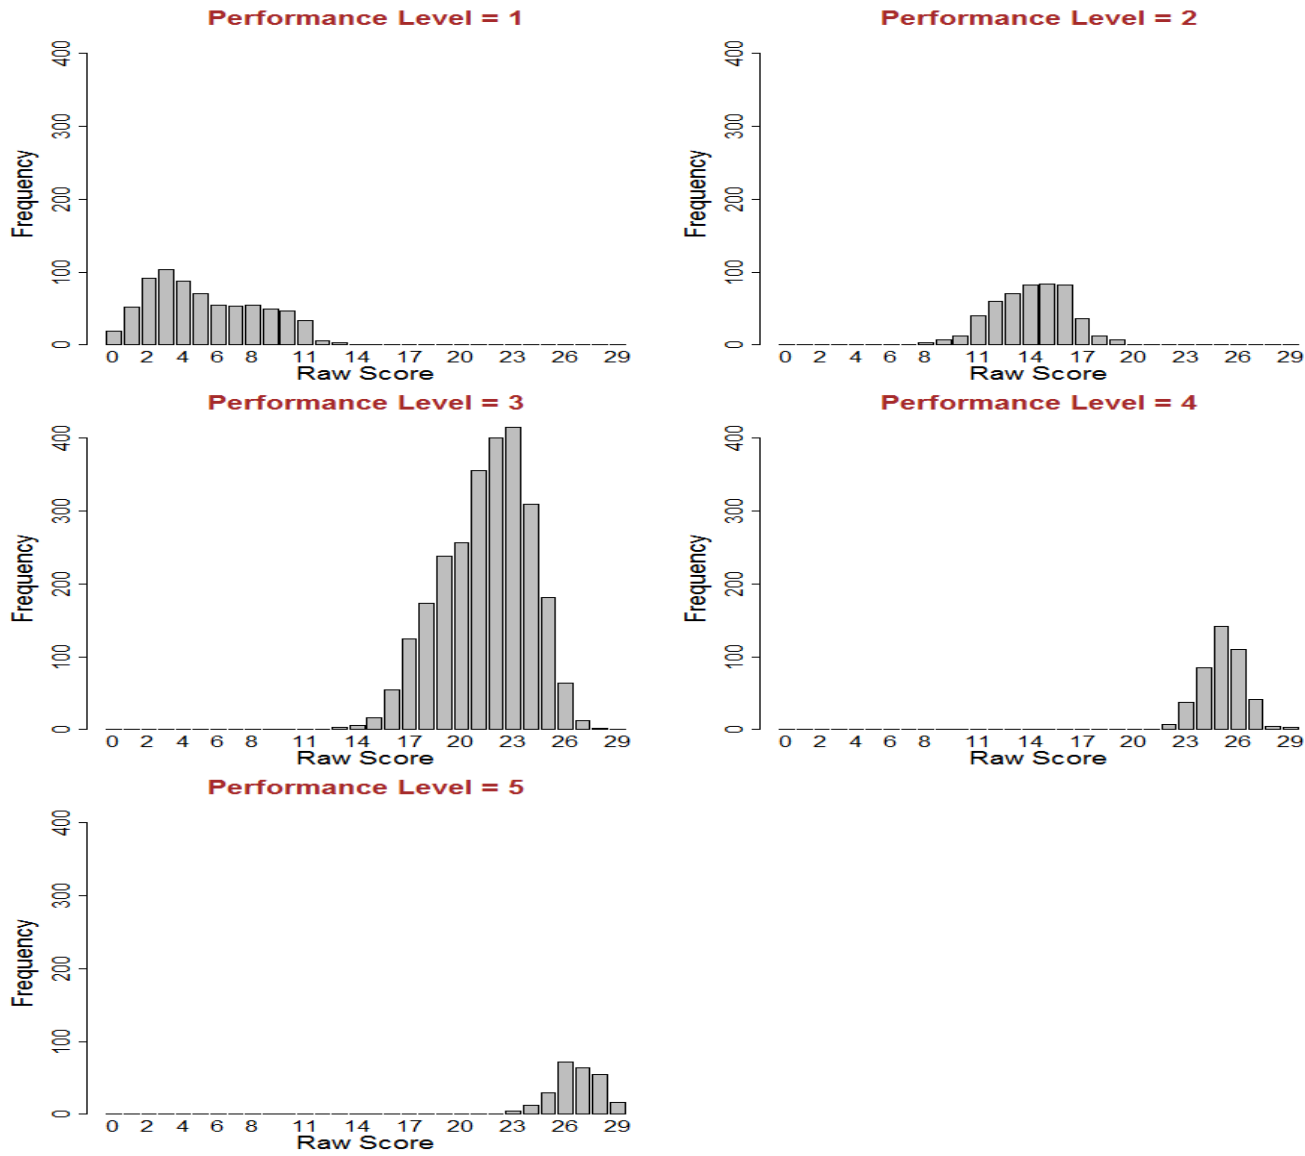 Performance Level = 1
400
300
200
100
0
Frequency
0 2 4 6 8 11 14 17 20 23 26 29
Raw Score
Performance Level = 2
400
300
200
100
0
Frequency
0 2 4 6 8 11 14 17 20 23 26 29
Raw Score
Performance Level = 3
400
300
200
100
0
Frequency
0 2 4 6 8 11 14 17 20 23 26 29
Raw Score
Performance Level = 4
400
300
200
100
0
Frequency
0 2 4 6 8 11 14 17 20 23 26 29
Raw Score
Performance Level = 5
400
300
200
100
0
Frequency
0 2 4 6 8 11 14 17 20 23 26 29
Raw Score